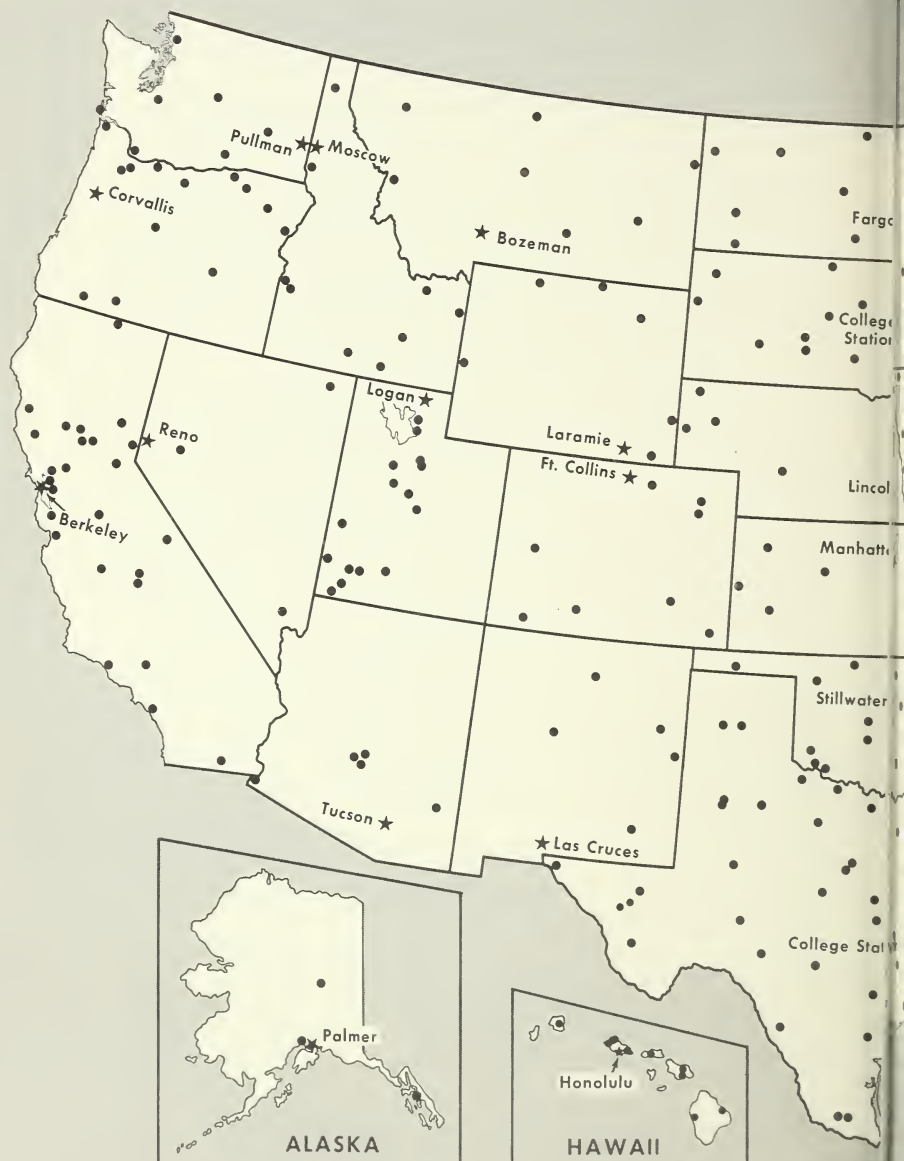 Pullman
Moscow
Corvallis
Bozeman
Fargo
College
Station
Logan
Reno
Laramie
Ft. Collins
Lincol
Berkeley
Manhatt
Stillwater
Tucson
Las Cruces
College Stat
Palmer
Honolulu
ALASKA
HAWAII